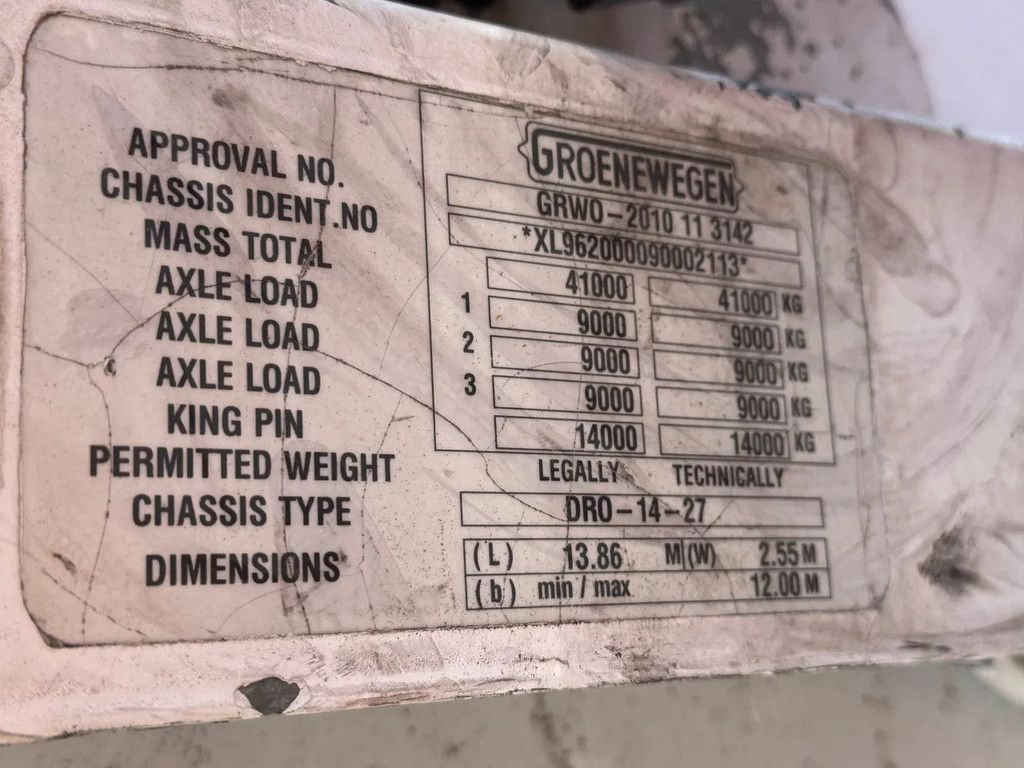 GROENEWEGEN
APPROVAL NO. GRWO-2010 11 3142
CHASSIS IDENT.NO *XL962000090002113*
MASS TOTAL 41000 41000 KG
AXLE LOAD 1 9000 9000 KG
AXLE LOAD 2 9000 9000 KG
AXLE LOAD 3 9000 9000 KG
KING PIN 14000 14000 KG
PERMITTED WEIGHT LEGALLY TECHNICALLY
CHASSIS TYPE DRO-14-27
DIMENSIONS (L) 13.86 M (W) 2.55 M
(b) min / max 12.00 M